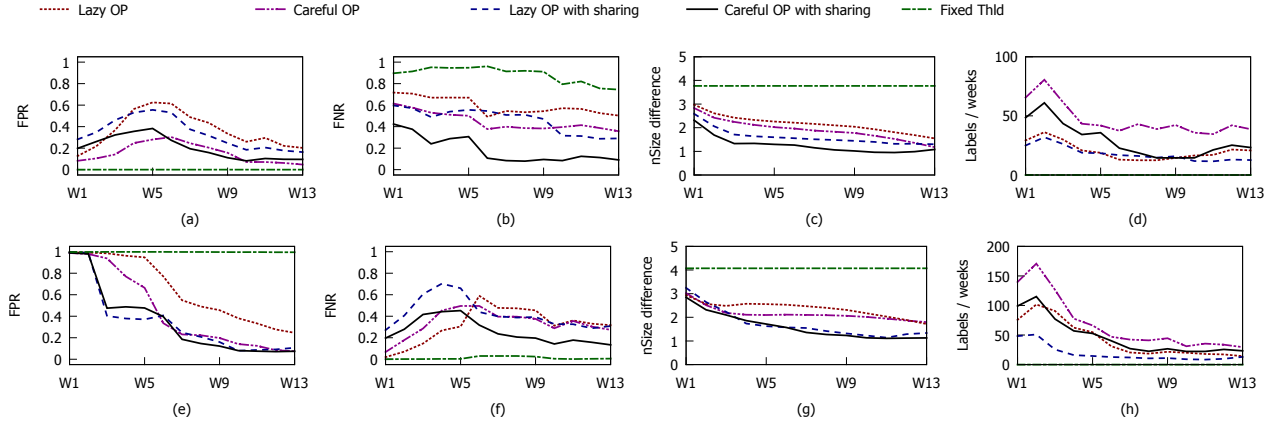 Lazy OP Careful OP Lazy OP with sharing Careful OP with sharing Fixed Thld
FPR
1
0.8
0.6
0.4
0.2
0
W1 W5 W9 W13
(a)
FNR
1
0.8
0.6
0.4
0.2
0
W1 W5 W9 W13
(b)
nSize difference
5
4
3
2
1
0
W1 W5 W9 W13
(c)
Labels / weeks
100
50
0
W1 W5 W9 W13
(d)
FPR
1
0.8
0.6
0.4
0.2
0
W1 W5 W9 W13
(e)
FNR
1
0.8
0.6
0.4
0.2
0
W1 W5 W9 W13
(f)
nSize difference
5
4
3
2
1
0
W1 W5 W9 W13
(g)
Labels / weeks
200
150
100
50
0
W1 W5 W9 W13
(h)